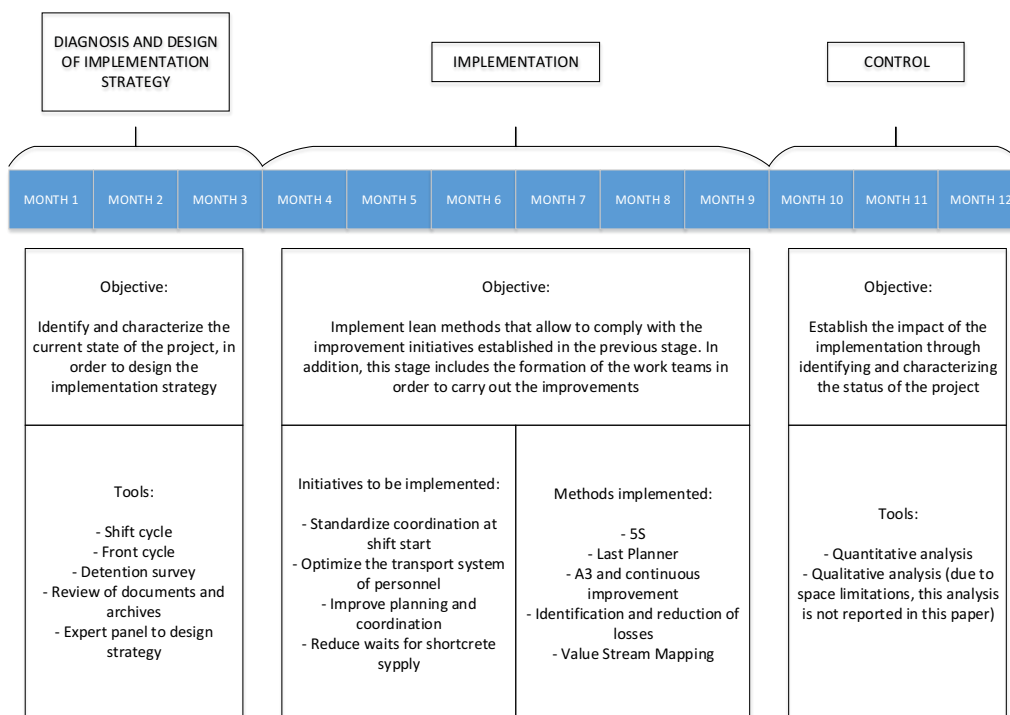 DIAGNOSIS AND DESIGN
OF IMPLEMENTATION
STRATEGY
IMPLEMENTATION
CONTROL
MONTH 1
MONTH 2
MONTH 3
MONTH 4
MONTH 5
MONTH 6
MONTH 7
MONTH 8
MONTH 9
MONTH 10
MONTH 11
MONTH 12
Objective:
Identify and characterize the
current state of the project, in
order to design the
implementation strategy
Objective:
Implement lean methods that allow to comply with the
improvement initiatives established in the previous stage. In
addition, this stage includes the formation of the work teams in
order to carry out the improvements
Objective:
Establish the impact of the
implementation through
identifying and characterizing
the status of the project
Tools:
- Shift cycle
- Front cycle
- Detention survey
- Review of documents and
archives
- Expert panel to design
strategy
Initiatives to be implemented:
- Standardize coordination at
shift start
- Optimize the transport system
of personnel
- Improve planning and
coordination
- Reduce waits for shortcrete
sypply
Methods implemented:
- 5S
- Last Planner
- A3 and continuous
improvement
- Identification and reduction of
losses
- Value Stream Mapping
Tools:
- Quantitative analysis
- Qualitative analysis (due to
space limitations, this analysis
is not reported in this paper)